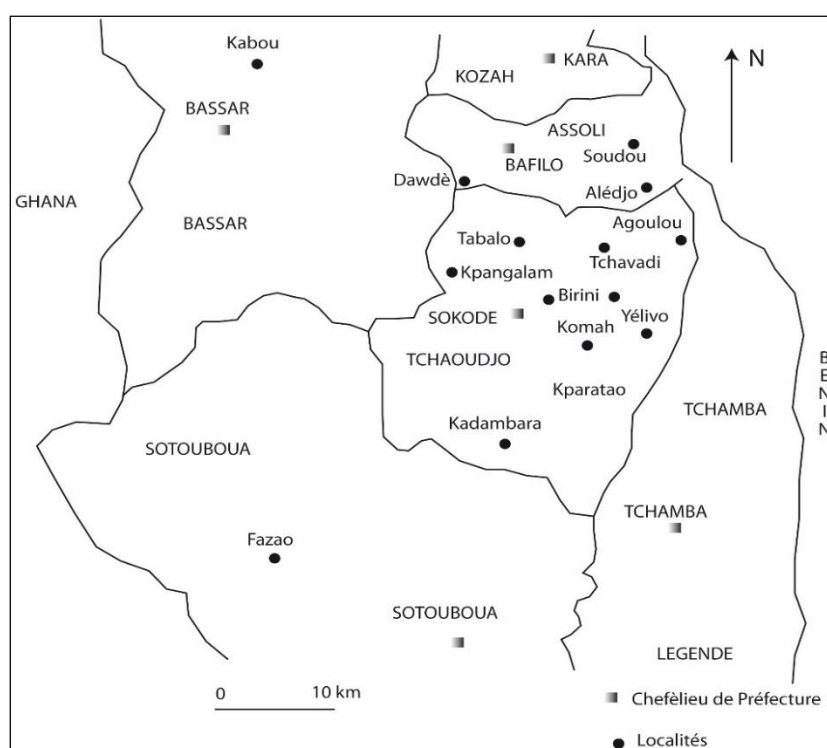 Kabou
N
KARA
KOZAH
BASSAR
ASSOLI
Soudou
BAFILO
Dawdè
Alédjo
GHANA
BASSAR
Agoulou
Tabalo
Tchavadi
Kpangalam
Birini
SOKODE
Yélivo
Komah
TCHAOUDJO
BENIN
Kparatao
TCHAMBA
Kadambara
SOTOUBOUA
TCHAMBA
Fazao
SOTOUBOUA
LEGENDE
0 10 km
Chefèlieu de Préfecture
Localités